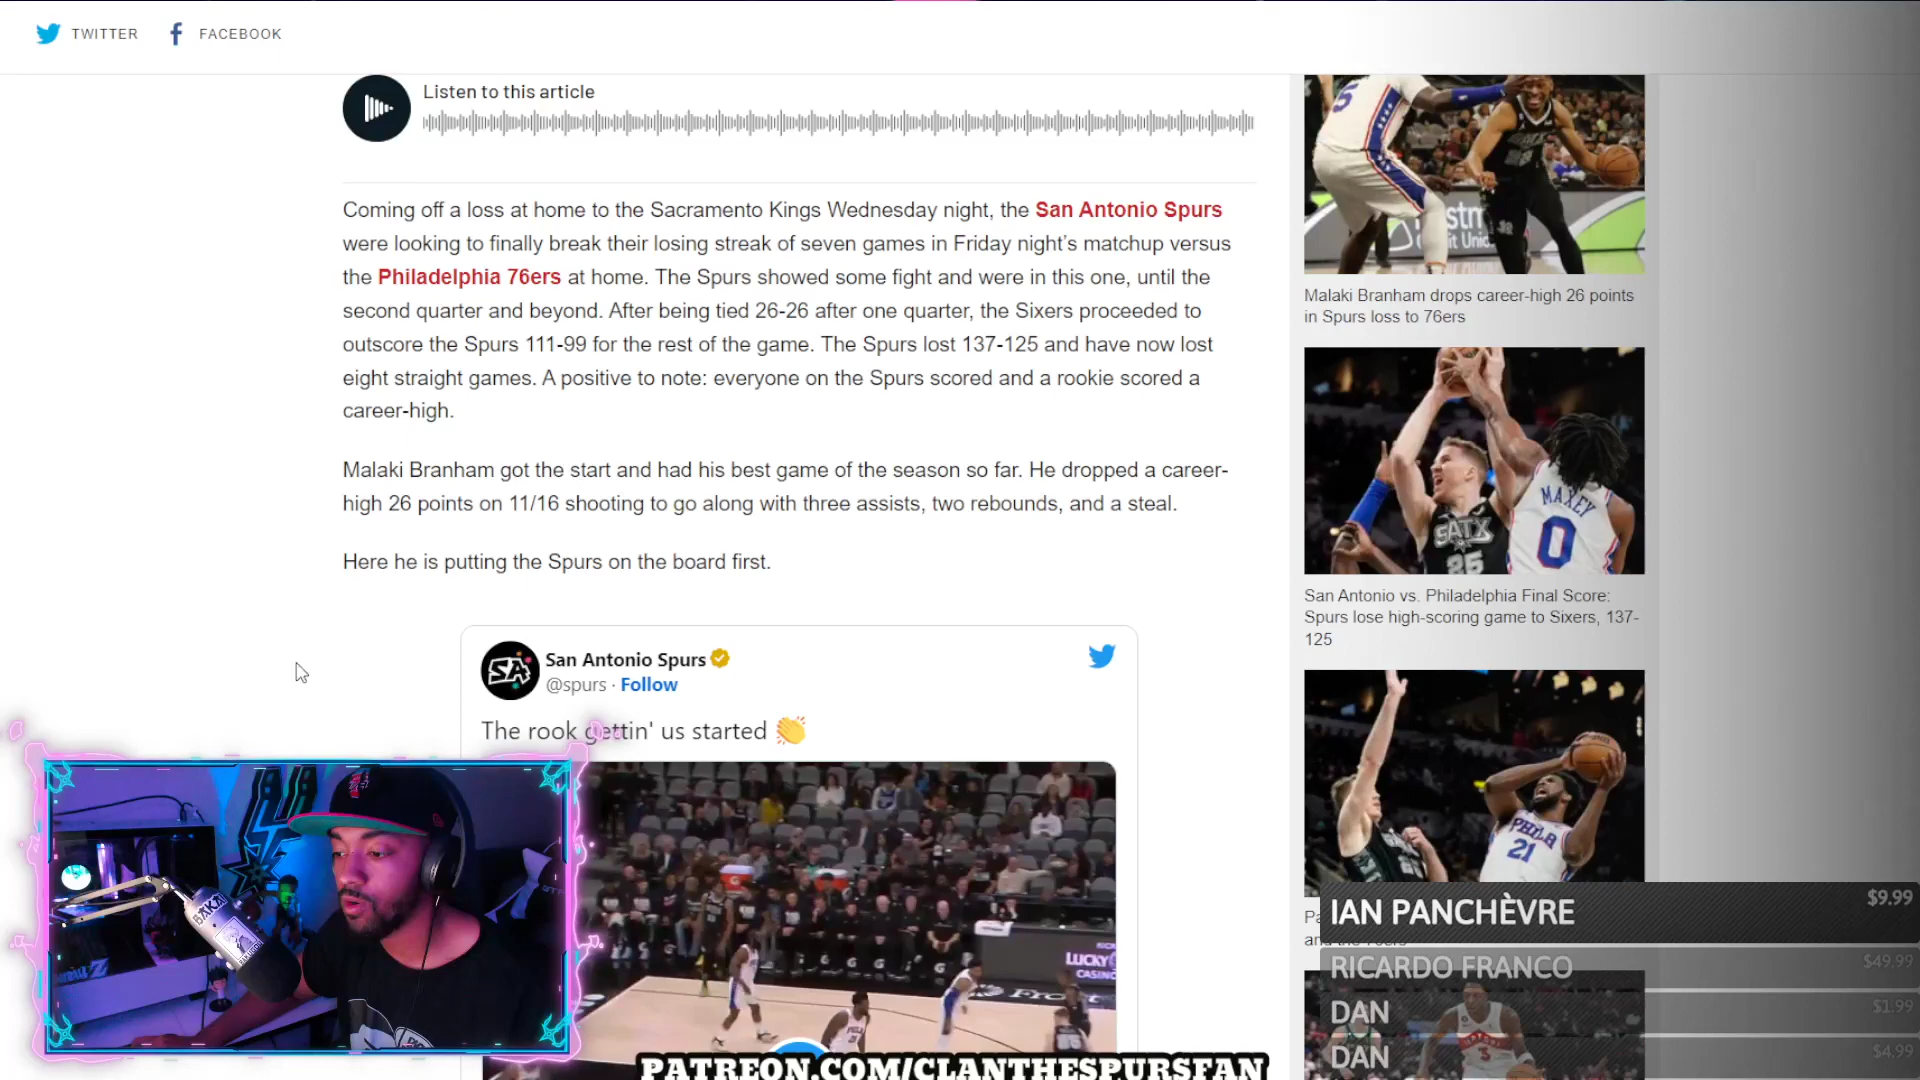 TWITTER
FACEBOOK
Listen to this article
Coming off a loss at home to the Sacramento Kings Wednesday night, the San Antonio Spurs
were looking to finally break their losing streak of seven games in Friday night's matchup versus
the Philadelphia 76ers at home. The Spurs showed some fight and were in this one, until the
second quarter and beyond. After being tied 26-26 after one quarter, the Sixers proceeded to
outscore the Spurs 111-99 for the rest of the game. The Spurs lost 137-125 and have now lost
eight straight games. A positive to note: everyone on the Spurs scored and a rookie scored a
career-high.
Malaki Branham got the start and had his best game of the season so far. He dropped a career-
high 26 points on 11/16 shooting to go along with three assists, two rebounds, and a steal.
Here he is putting the Spurs on the board first.
San Antonio Spurs
@spurs · Follow
The rook gettin' us started 👏
LUCKY
CASINO
Malaki Branham drops career-high 26 points
in Spurs loss to 76ers
SATX
25
MAXEY
0
San Antonio vs. Philadelphia Final Score:
Spurs lose high-scoring game to Sixers, 137-
125
PHILA
21
IAN PANCHÈVRE $9.99
RICARDO FRANCO $49.99
DAN $1.99
DAN $4.99
3
PATREON.COM/CLANTHESPURSFAN